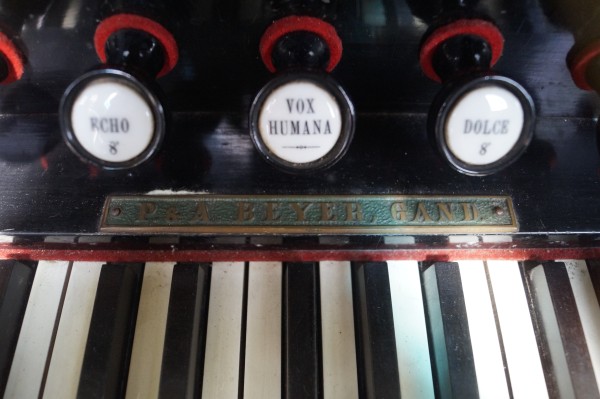 ECHO
8
VOX
HUMANA
DOLCE
8
P & A BEYER, GAND